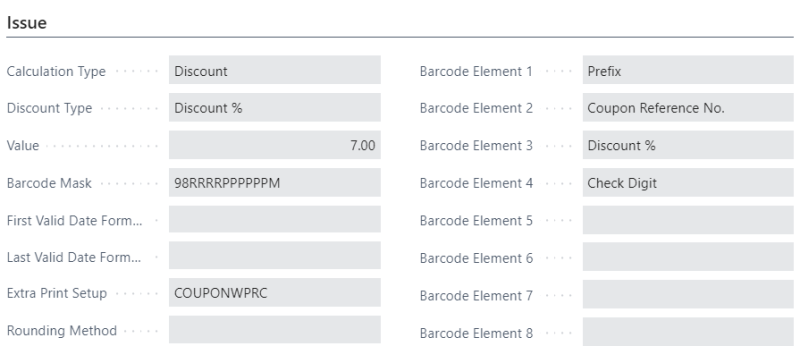 Issue
Calculation Type Discount
Discount Type Discount %
Value 7.00
Barcode Mask 98RRRRPPPPPPM
First Valid Date Form...
Last Valid Date Form...
Extra Print Setup COUPONWPRC
Rounding Method
Barcode Element 1 Prefix
Barcode Element 2 Coupon Reference No.
Barcode Element 3 Discount %
Barcode Element 4 Check Digit
Barcode Element 5
Barcode Element 6
Barcode Element 7
Barcode Element 8